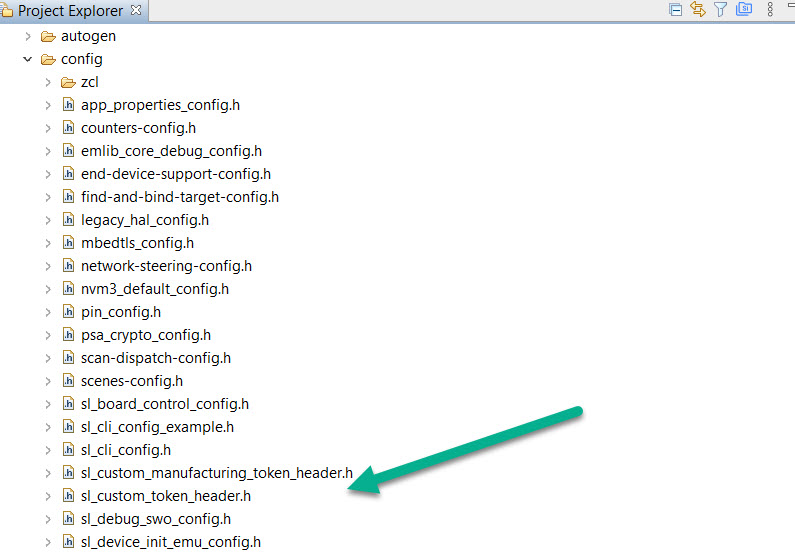 Project Explorer
autogen
config
zcl
app_properties_config.h
counters-config.h
emlib_core_debug_config.h
end-device-support-config.h
find-and-bind-target-config.h
legacy_hal_config.h
mbedtls_config.h
network-steering-config.h
nvm3_default_config.h
pin_config.h
psa_crypto_config.h
scan-dispatch-config.h
scenes-config.h
sl_board_control_config.h
sl_cli_config_example.h
sl_cli_config.h
sl_custom_manufacturing_token_header.h
sl_custom_token_header.h
sl_debug_swo_config.h
sl_device_init_emu_config.h